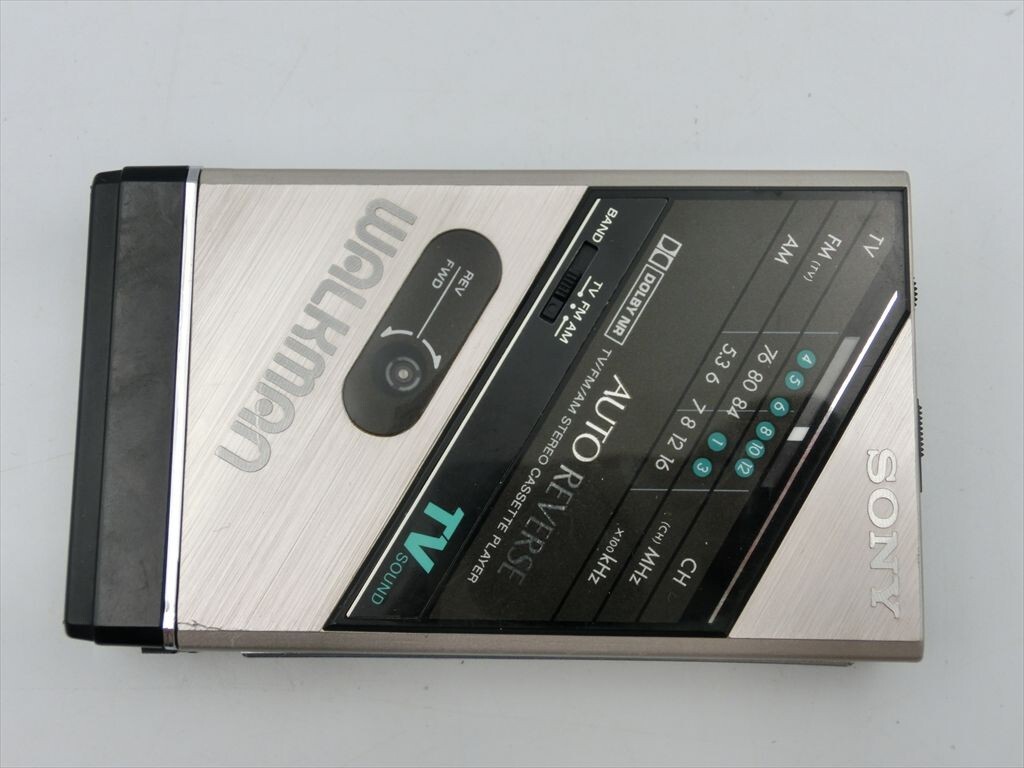 SONY
TV
FM (TV)
AM
4 5 6 8 10 12
76 80 84 1 3
5.3 6 7 8 12 16
CH
(CH) MHz
X100 kHz
DOLBY NR
AUTO REVERSE
TV/FM/AM STEREO CASSETTE PLAYER
BAND
TV FM AM
TV SOUND
REV
FWD
WALKMAN